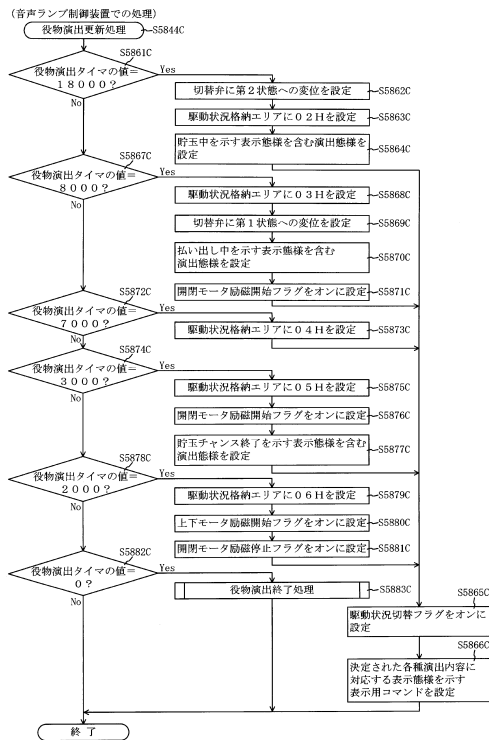 (音声ランプ制御装置での処理)
役物演出更新処理
S5844C
S5861C
役物演出タイマの値=
18000?
Yes
No
切替弁に第2状態への変位を設定
S5862C
駆動状況格納エリアに02Hを設定
S5863C
貯玉中を示す表示態様を含む演出態様を
設定
S5864C
S5867C
役物演出タイマの値=
8000?
Yes
No
駆動状況格納エリアに03Hを設定
S5868C
切替弁に第1状態への変位を設定
S5869C
払い出し中を示す表示態様を含む
演出態様を設定
S5870C
開閉モータ励磁開始フラグをオンに設定
S5871C
S5872C
役物演出タイマの値=
7000?
Yes
No
駆動状況格納エリアに04Hを設定
S5873C
S5874C
役物演出タイマの値=
3000?
Yes
No
駆動状況格納エリアに05Hを設定
S5875C
開閉モータ励磁開始フラグをオンに設定
S5876C
貯玉チャンス終了を示す表示態様を含む
演出態様を設定
S5877C
S5878C
役物演出タイマの値=
2000?
Yes
No
駆動状況格納エリアに06Hを設定
S5879C
上下モータ励磁開始フラグをオンに設定
S5880C
開閉モータ励磁停止フラグをオンに設定
S5881C
S5882C
役物演出タイマの値=
0?
Yes
No
役物演出終了処理
S5883C
S5865C
駆動状況切替フラグをオンに
設定
S5866C
決定された各種演出内容に
対応する表示態様を示す
表示用コマンドを設定
終了